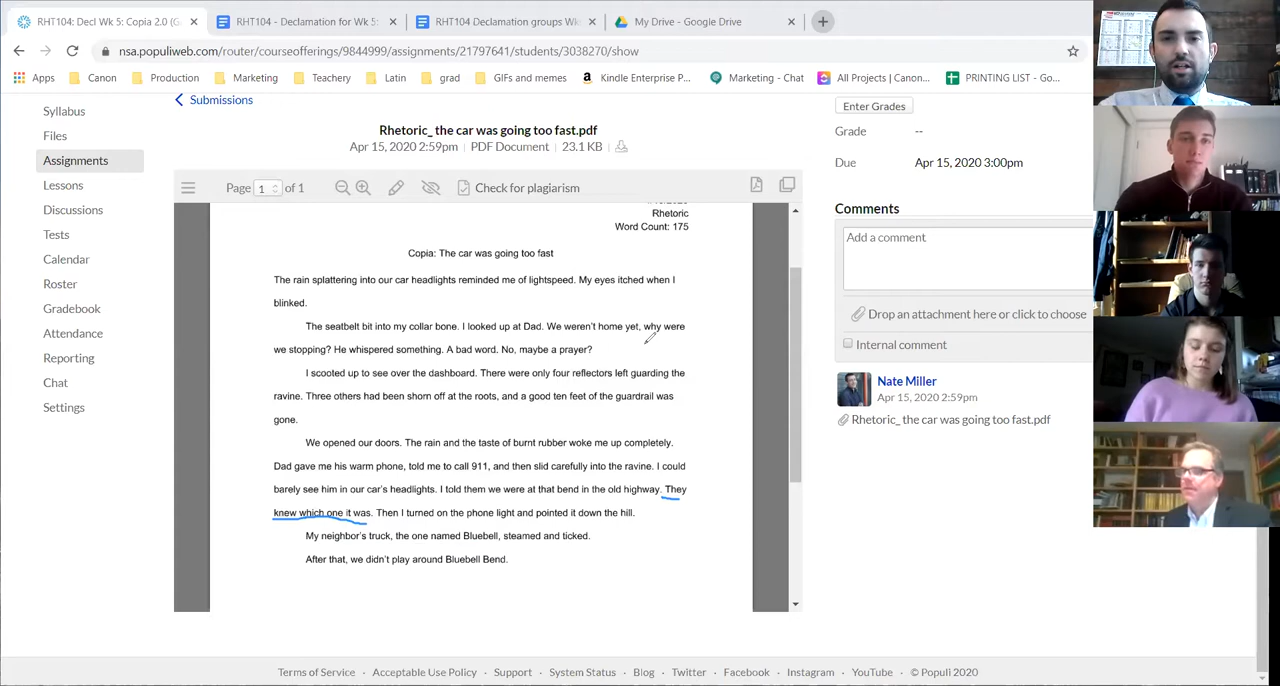 RHT104: Decl Wk 5: Copia 2.0 (G
RHT104 - Declamation for Wk 5:
RHT104 Declamation groups Wk
My Drive - Google Drive
nsa.populiweb.com/router/courseofferings/9844999/assignments/21797641/students/3038270/show
Apps
Canon
Production
Marketing
Teachery
Latin
grad
GIFs and memes
Kindle Enterprise P...
Marketing - Chat
All Projects | Canon...
PRINTING LIST - Go...
Syllabus
Files
Assignments
Lessons
Discussions
Tests
Calendar
Roster
Gradebook
Attendance
Reporting
Chat
Settings
Submissions
Rhetoric_ the car was going too fast.pdf
Apr 15, 2020 2:59pm | PDF Document | 23.1 KB
Page 1 of 1
Check for plagiarism
Rhetoric
Word Count: 175
Copia: The car was going too fast
The rain splattering into our car headlights reminded me of lightspeed. My eyes itched when I
blinked.
The seatbelt bit into my collar bone. I looked up at Dad. We weren't home yet, why were
we stopping? He whispered something. A bad word. No, maybe a prayer?
I scooted up to see over the dashboard. There were only four reflectors left guarding the
ravine. Three others had been shorn off at the roots, and a good ten feet of the guardrail was
gone.
We opened our doors. The rain and the taste of burnt rubber woke me up completely.
Dad gave me his warm phone, told me to call 911, and then slid carefully into the ravine. I could
barely see him in our car's headlights. I told them we were at that bend in the old highway. They
knew which one it was. Then I turned on the phone light and pointed it down the hill.
My neighbor's truck, the one named Bluebell, steamed and ticked.
After that, we didn't play around Bluebell Bend.
Enter Grades
Grade --
Due Apr 15, 2020 3:00pm
Comments
Add a comment
Drop an attachment here or click to choose
Internal comment
Nate Miller
Apr 15, 2020 2:59pm
Rhetoric_ the car was going too fast.pdf
Terms of Service · Acceptable Use Policy · Support · System Status · Blog · Twitter · Facebook · Instagram · YouTube · © Populi 2020